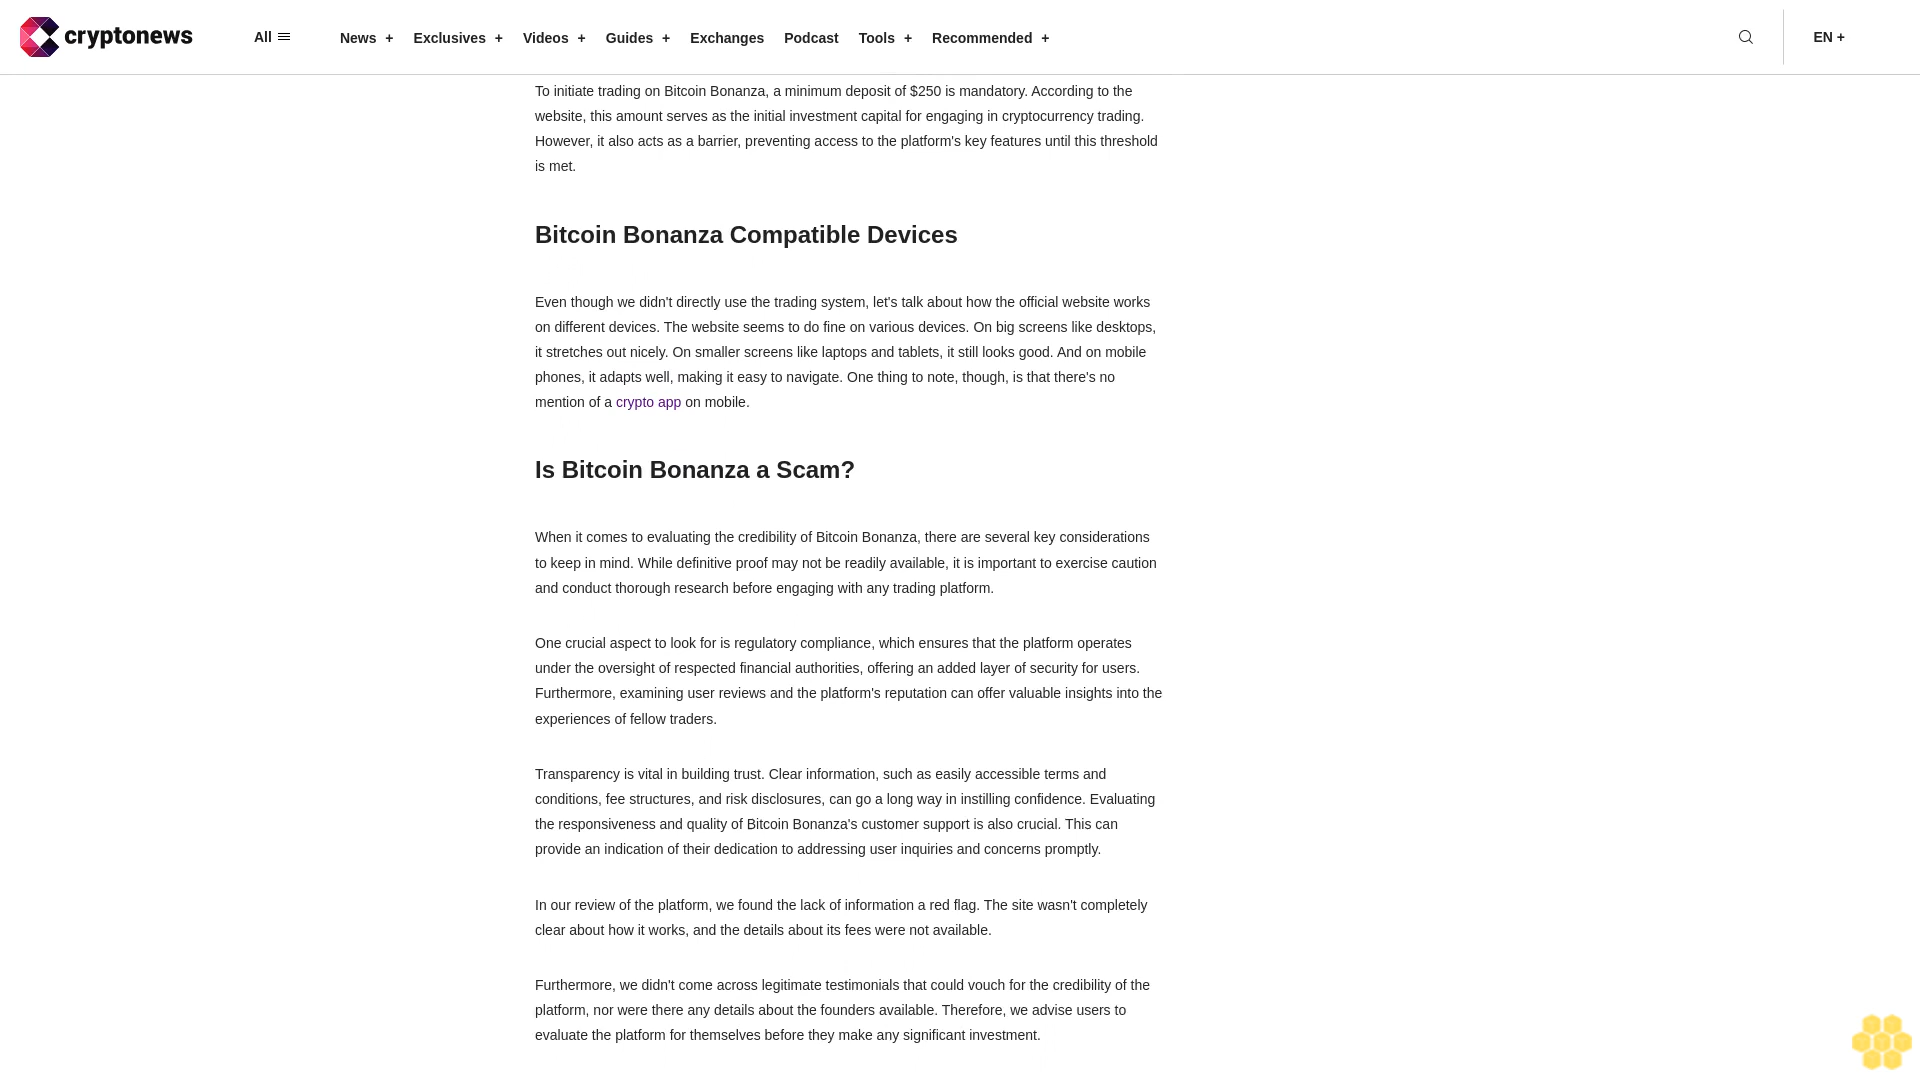 cryptonews
All
News +
Exclusives +
Videos +
Guides +
Exchanges
Podcast
Tools +
Recommended +
EN +
To initiate trading on Bitcoin Bonanza, a minimum deposit of $250 is mandatory. According to the
website, this amount serves as the initial investment capital for engaging in cryptocurrency trading.
However, it also acts as a barrier, preventing access to the platform's key features until this threshold
is met.
Bitcoin Bonanza Compatible Devices
Even though we didn't directly use the trading system, let's talk about how the official website works
on different devices. The website seems to do fine on various devices. On big screens like desktops,
it stretches out nicely. On smaller screens like laptops and tablets, it still looks good. And on mobile
phones, it adapts well, making it easy to navigate. One thing to note, though, is that there's no
mention of a crypto app on mobile.
Is Bitcoin Bonanza a Scam?
When it comes to evaluating the credibility of Bitcoin Bonanza, there are several key considerations
to keep in mind. While definitive proof may not be readily available, it is important to exercise caution
and conduct thorough research before engaging with any trading platform.
One crucial aspect to look for is regulatory compliance, which ensures that the platform operates
under the oversight of respected financial authorities, offering an added layer of security for users.
Furthermore, examining user reviews and the platform's reputation can offer valuable insights into the
experiences of fellow traders.
Transparency is vital in building trust. Clear information, such as easily accessible terms and
conditions, fee structures, and risk disclosures, can go a long way in instilling confidence. Evaluating
the responsiveness and quality of Bitcoin Bonanza's customer support is also crucial. This can
provide an indication of their dedication to addressing user inquiries and concerns promptly.
In our review of the platform, we found the lack of information a red flag. The site wasn't completely
clear about how it works, and the details about its fees were not available.
Furthermore, we didn't come across legitimate testimonials that could vouch for the credibility of the
platform, nor were there any details about the founders available. Therefore, we advise users to
evaluate the platform for themselves before they make any significant investment.